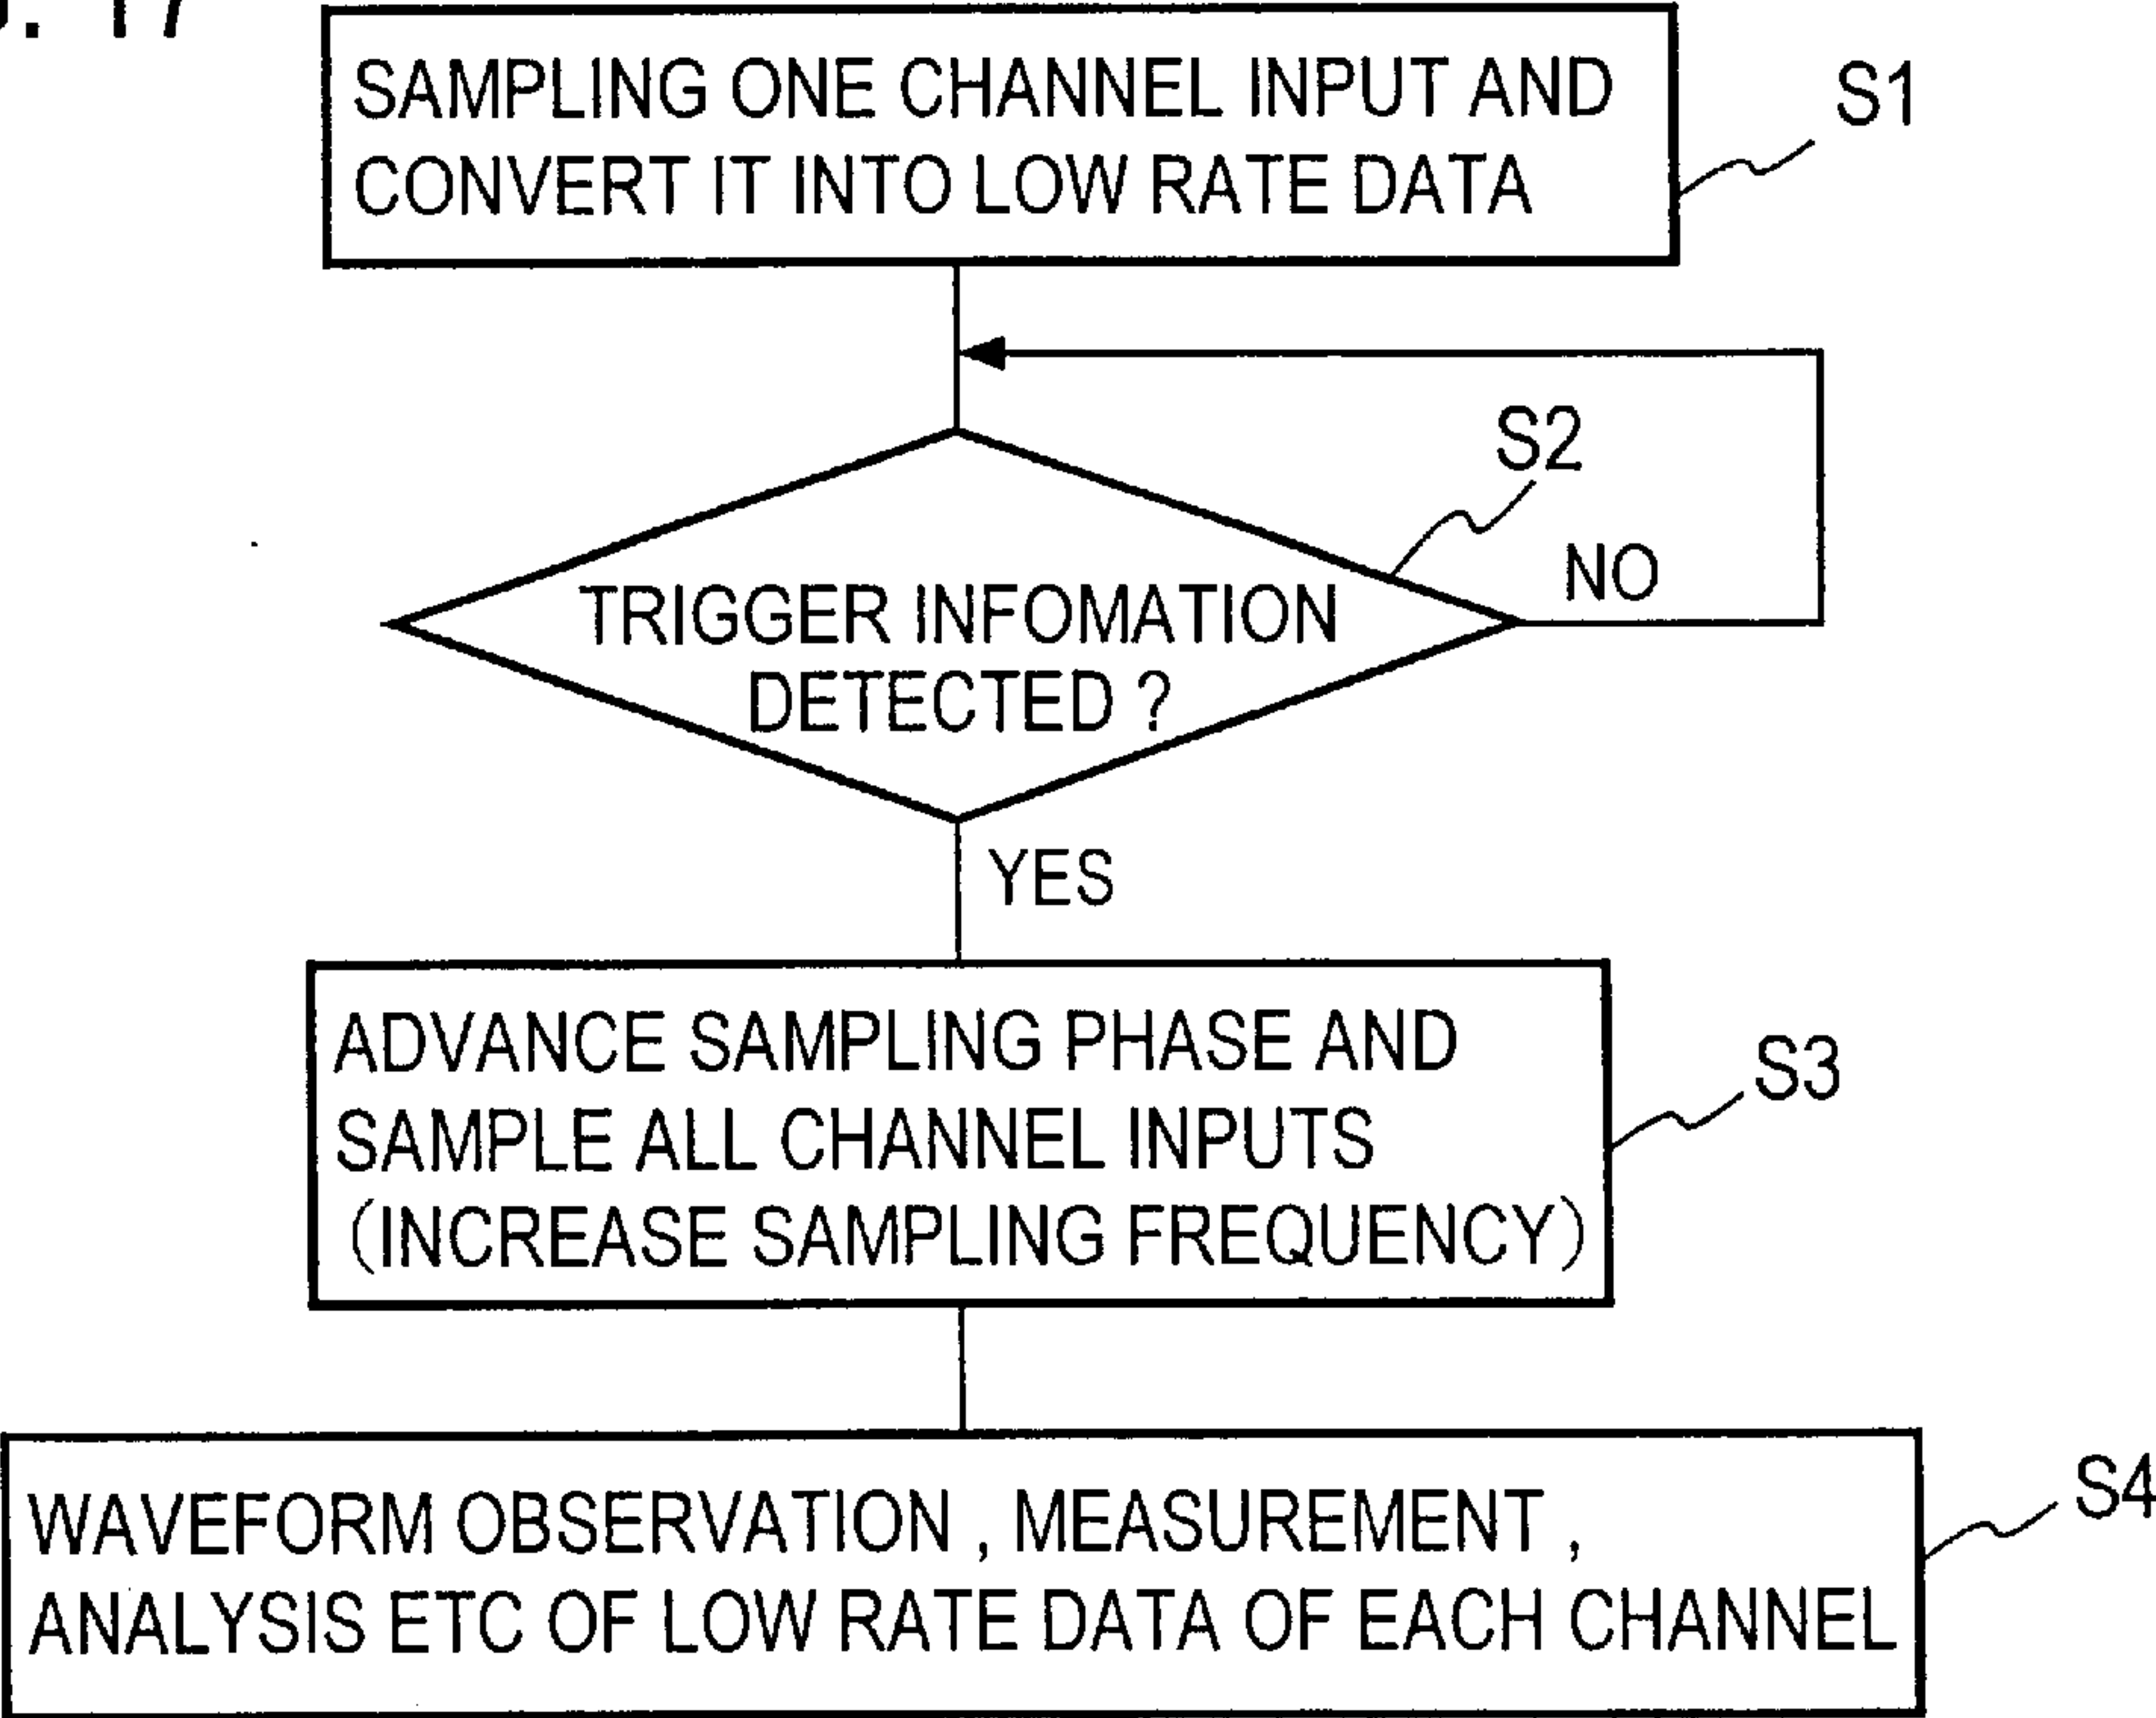 SAMPLING ONE CHANNEL INPUT AND
CONVERT IT INTO LOW RATE DATA
S1
S2
NO
TRIGGER INFOMATION
DETECTED ?
YES
ADVANCE SAMPLING PHASE AND
SAMPLE ALL CHANNEL INPUTS
(INCREASE SAMPLING FREQUENCY)
S3
WAVEFORM OBSERVATION , MEASUREMENT ,
ANALYSIS ETC OF LOW RATE DATA OF EACH CHANNEL
S4